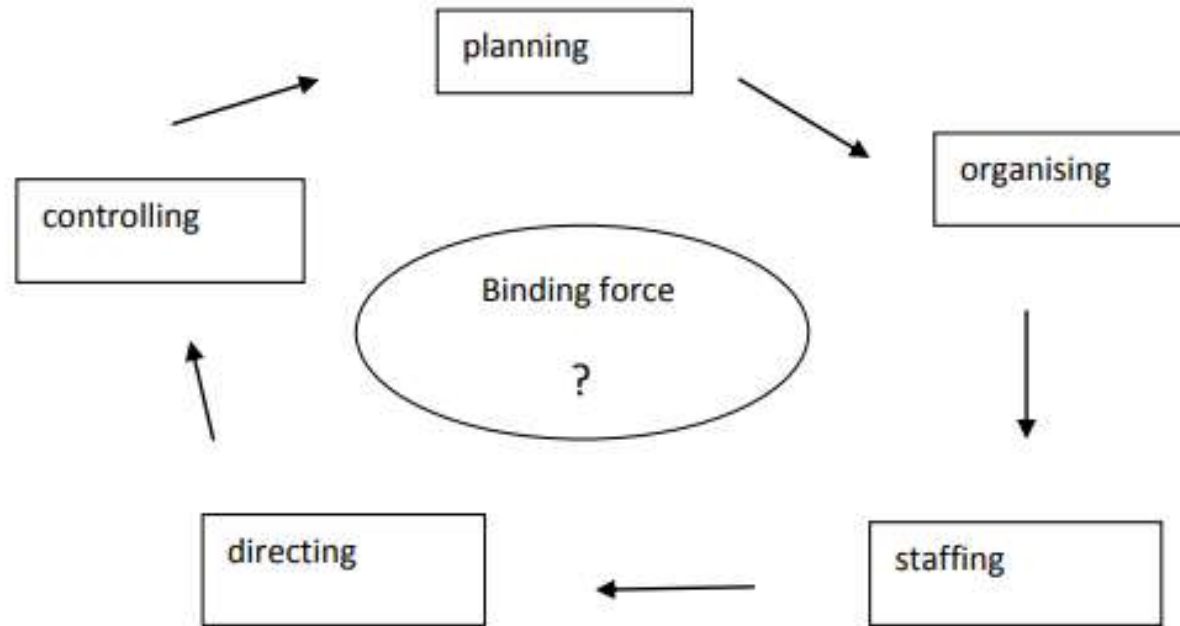 planning
organising
controlling
Binding force
?
directing
staffing